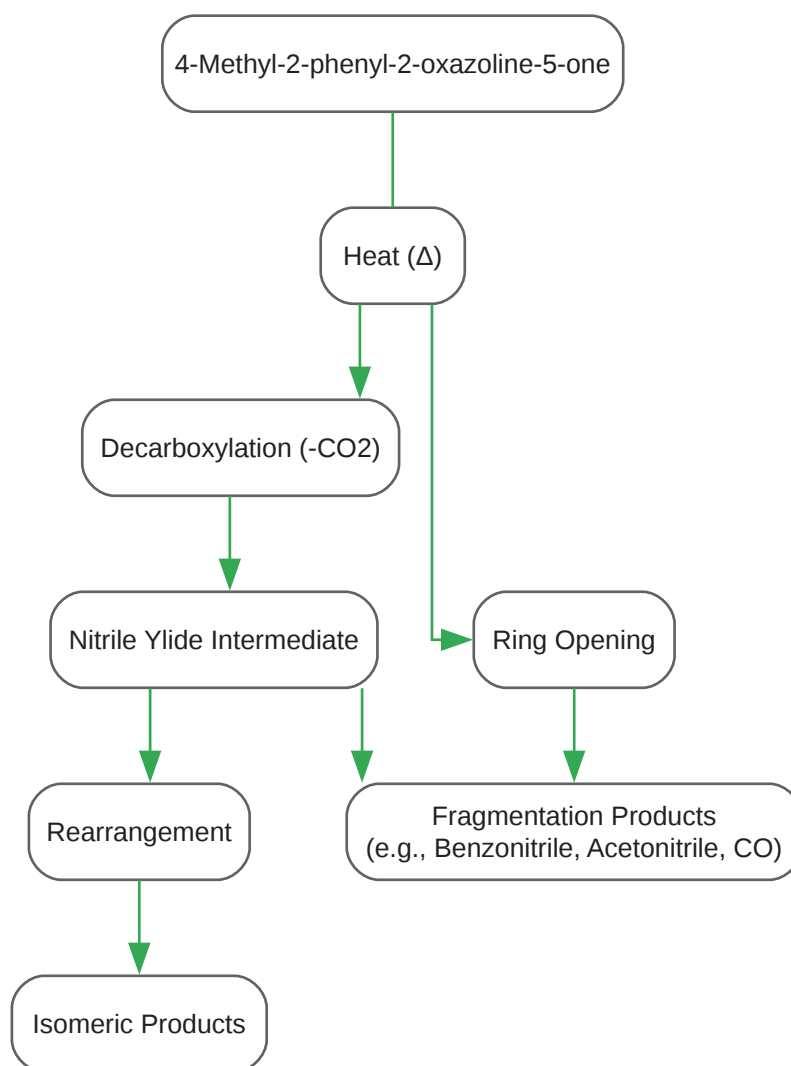 4-Methyl-2-phenyl-2-oxazoline-5-one
Heat (Δ)
Decarboxylation (-CO2)
Nitrile Ylide Intermediate
Ring Opening
Rearrangement
Fragmentation Products
(e.g., Benzonitrile, Acetonitrile, CO)
Isomeric Products